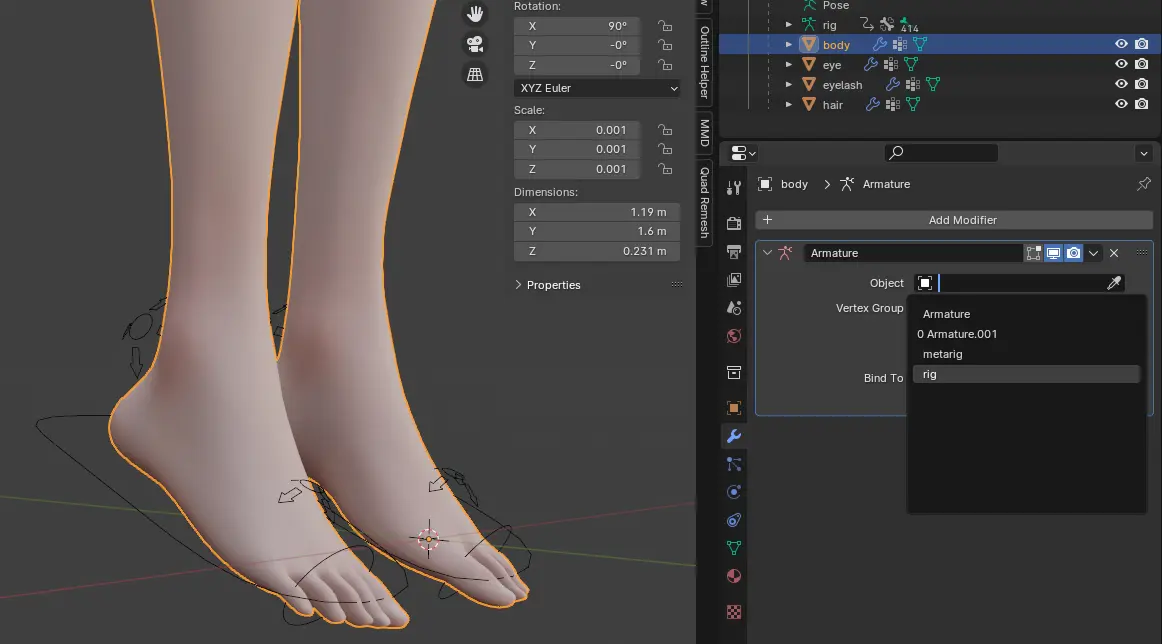 Rotation:
X 90°
Y -0°
Z -0°
XYZ Euler
Scale:
X 0.001
Y 0.001
Z 0.001
Dimensions:
X 1.19 m
Y 1.6 m
Z 0.231 m
Properties
Outline Helper
MMD
Quad Remesh
Pose
rig 414
body
eye
eyelash
hair
body > Armature
+ Add Modifier
Armature
Object
Vertex Group
Bind To
Armature
0 Armature.001
metarig
rig